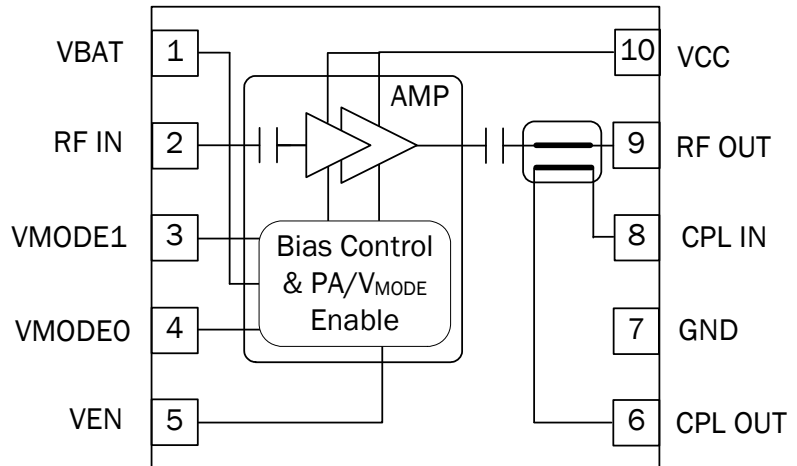 VBAT 1
RF IN 2
VMODE1 3
VMODE0 4
VEN 5
AMP
Bias Control
& PA/VMODE
Enable
10 VCC
9 RF OUT
8 CPL IN
7 GND
6 CPL OUT